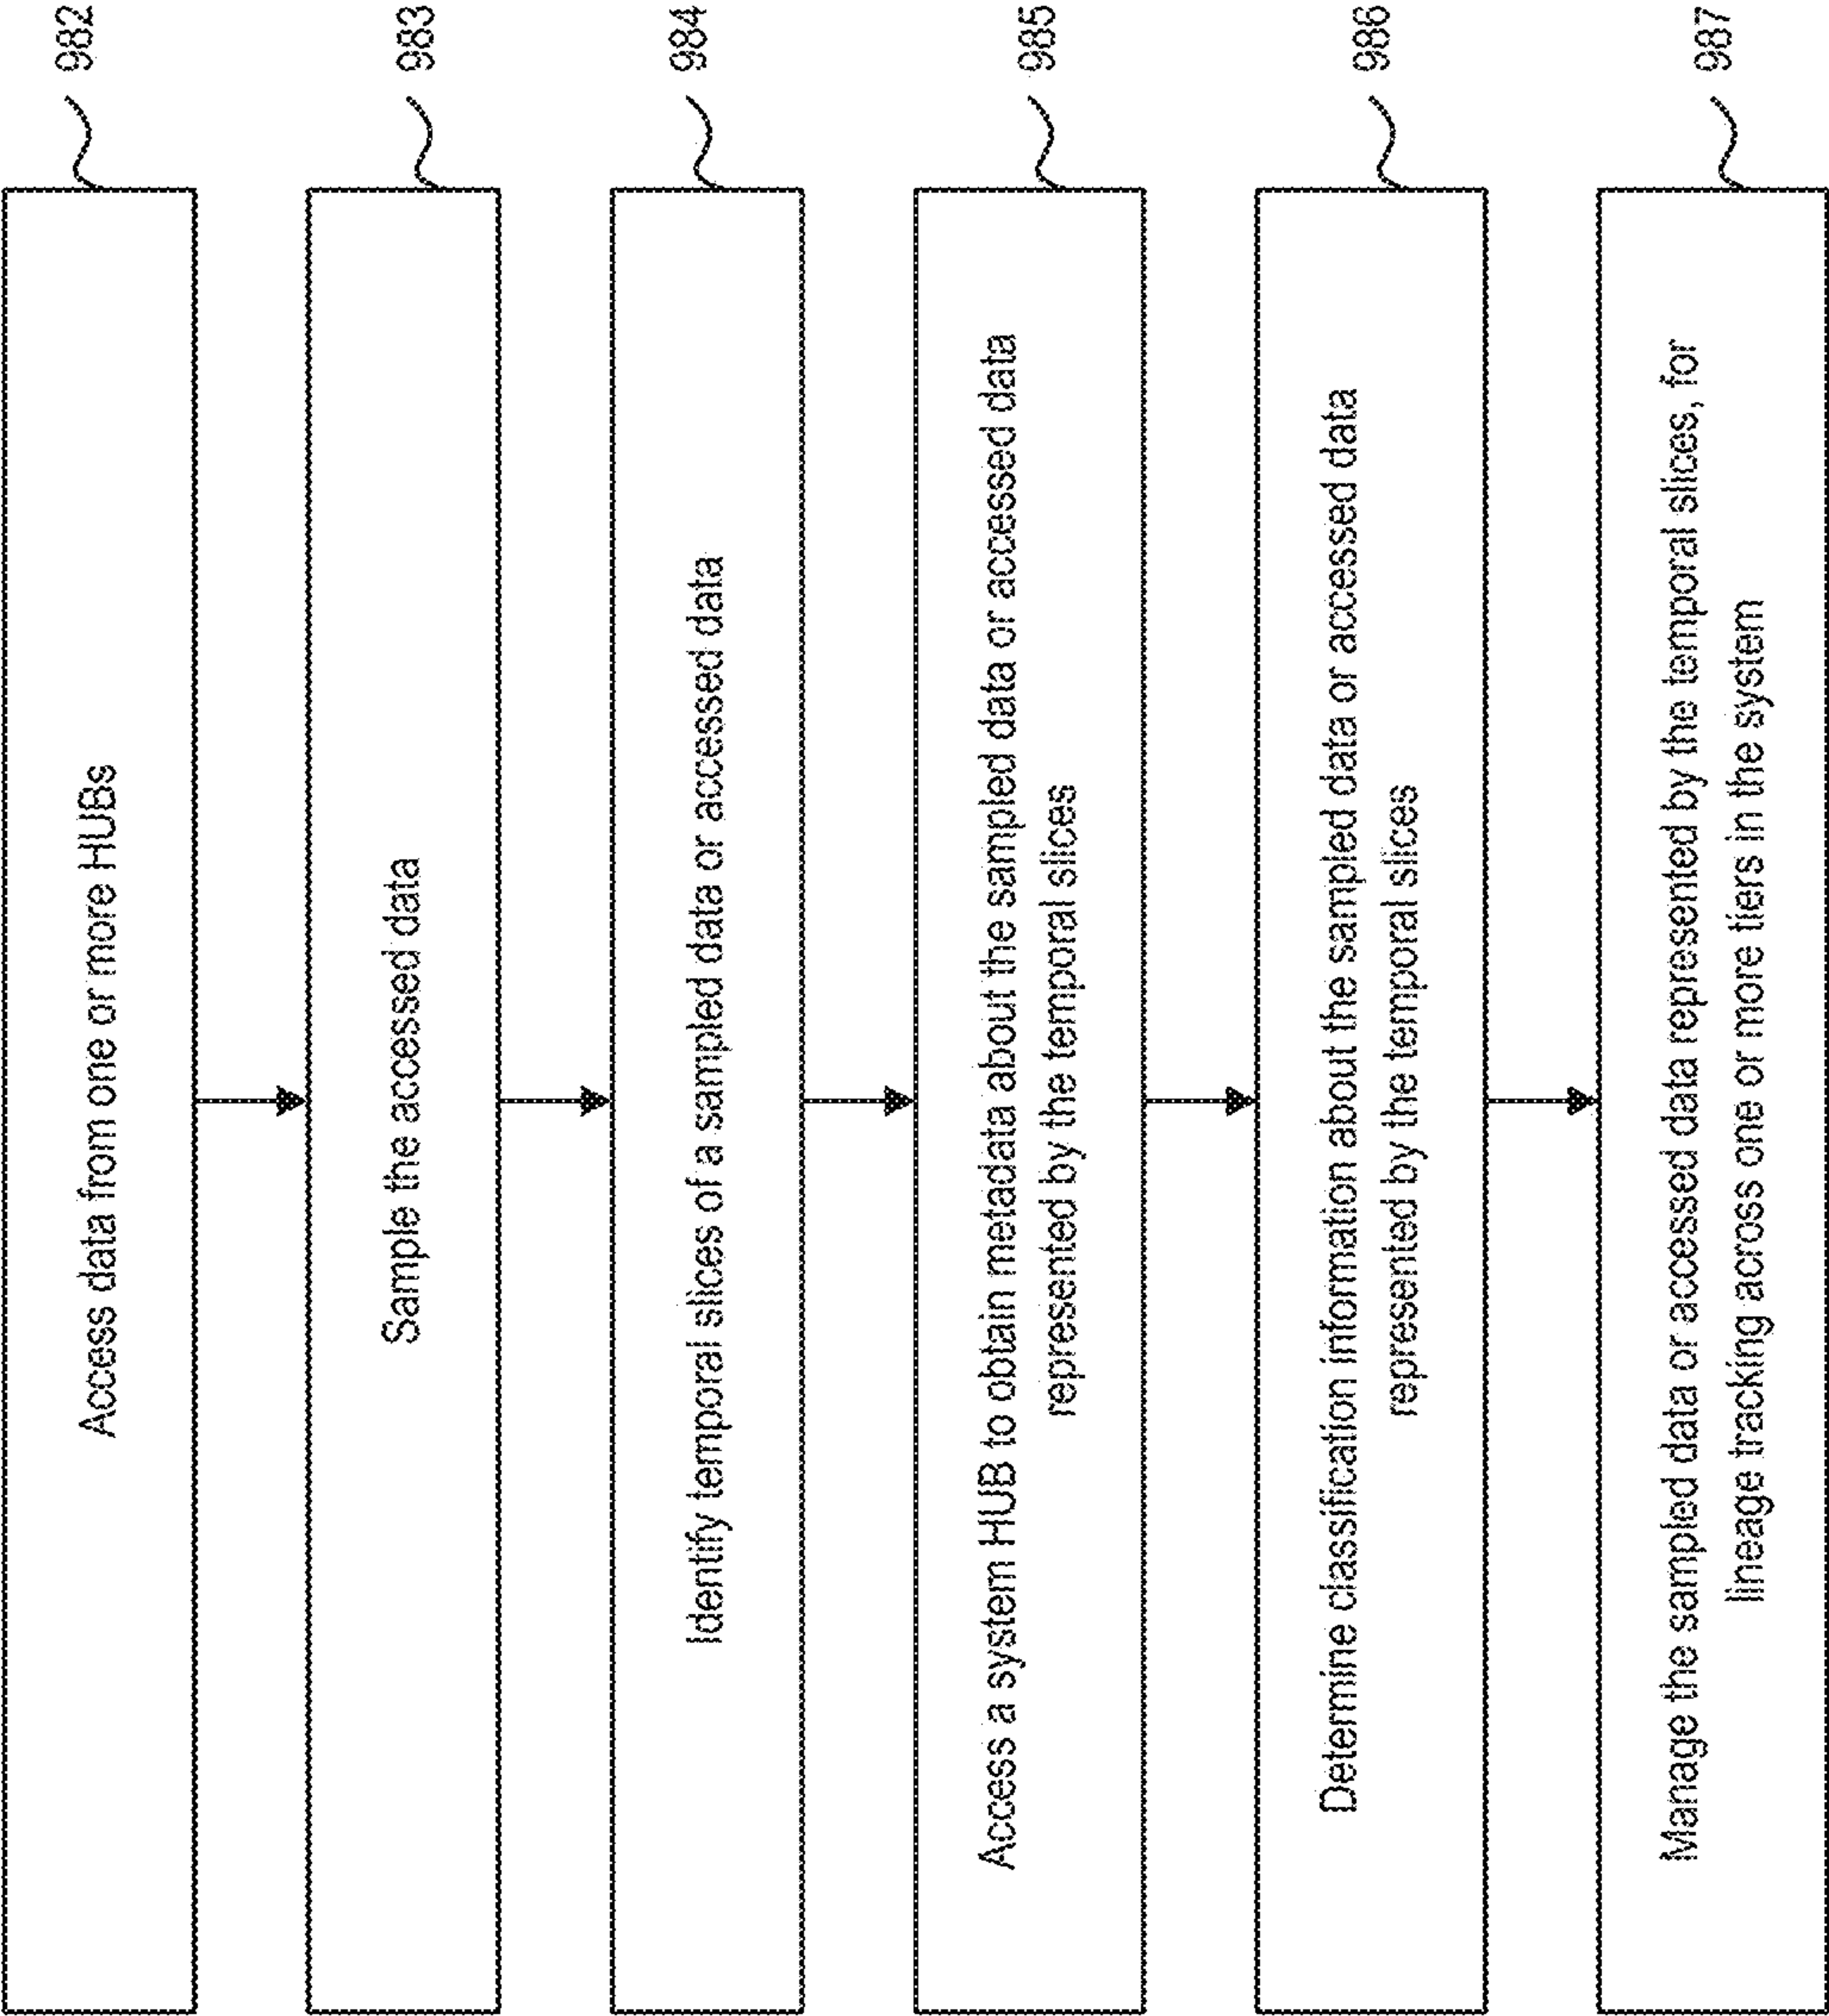 Access data from one or more HUBs
982
Sample the accessed data
983
Identify temporal slices of a sampled data or accessed data
984
Access a system HUB to obtain metadata about the sampled data or accessed data
represented by the temporal slices
985
Determine classification information about the sampled data or accessed data
represented by the temporal slices
986
Manage the sampled data or accessed data represented by the temporal slices, for
lineage tracking across one or more tiers in the system
987